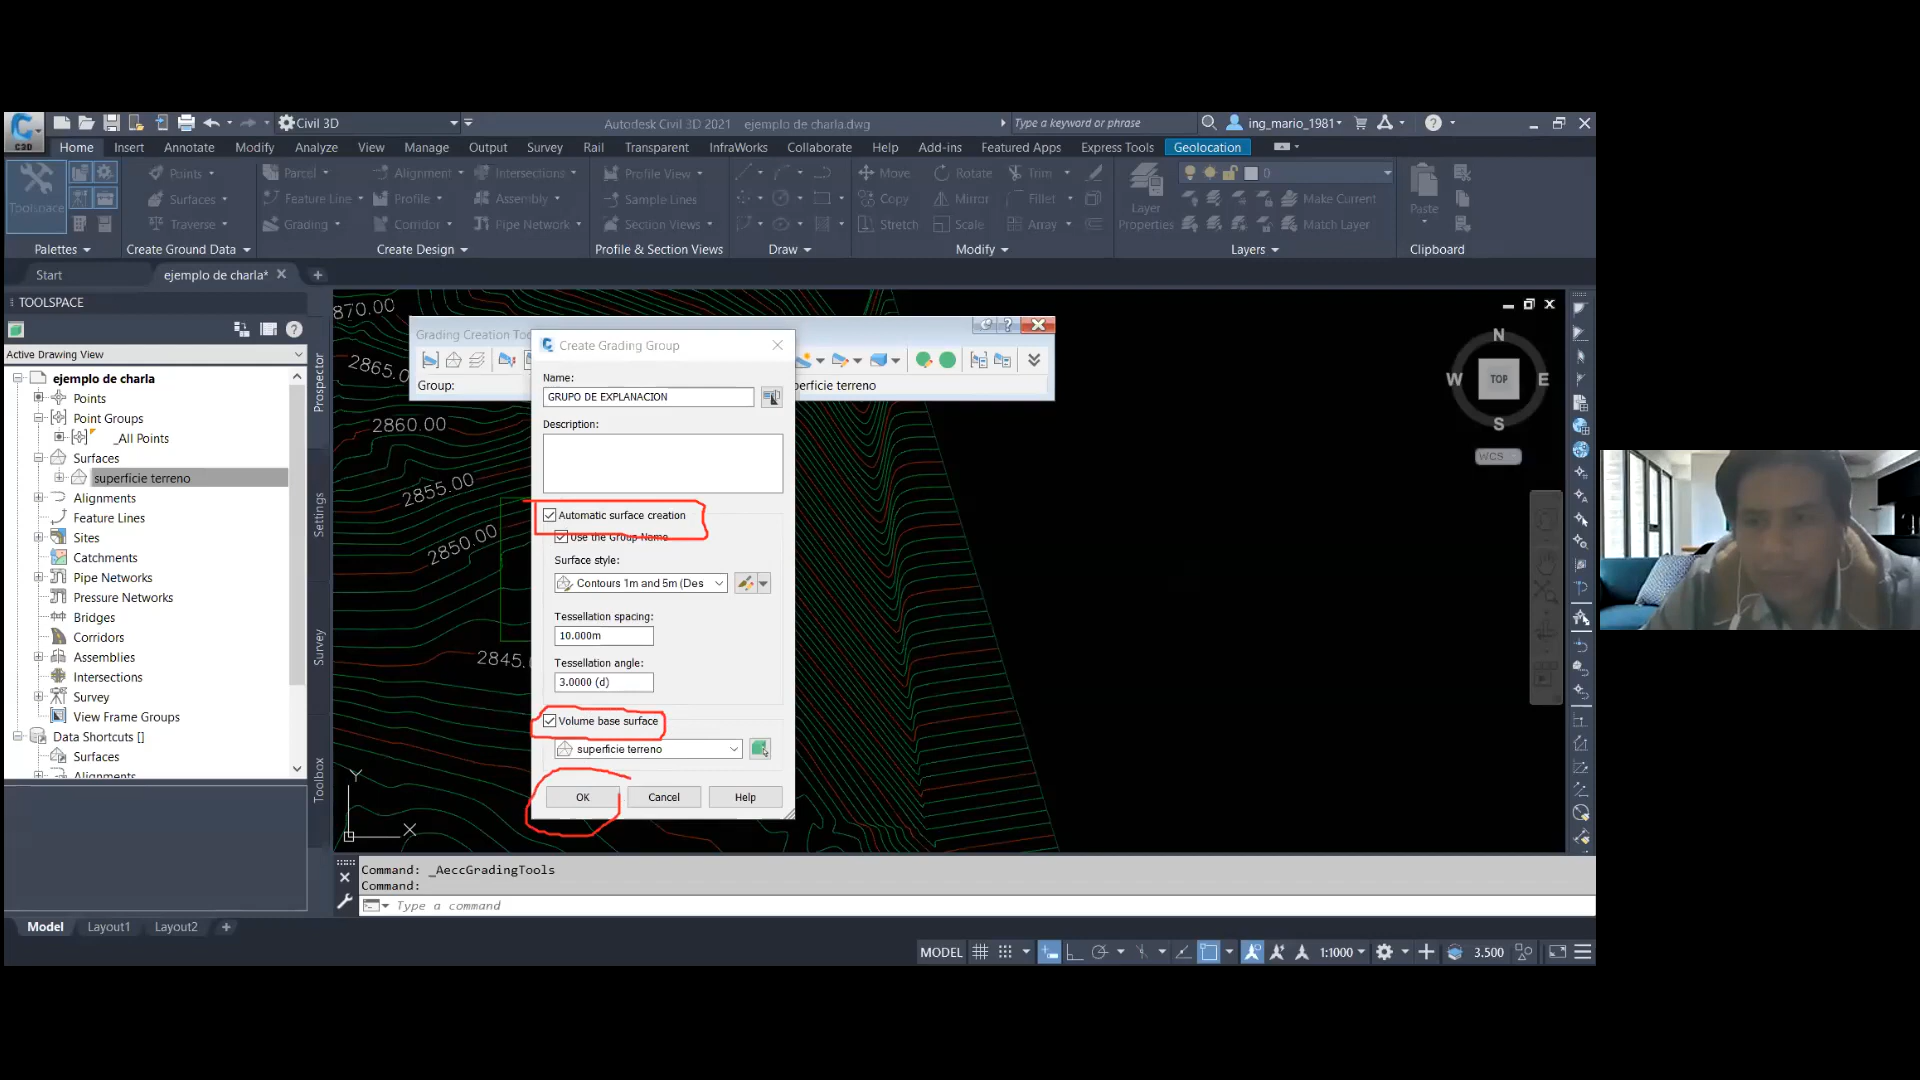 Civil 3D
Autodesk Civil 3D 2021 ejemplo de charla.dwg
Type a keyword or phrase
ing_mario_1981
C3D
Home Insert Annotate Modify Analyze View Manage Output Survey Rail Transparent InfraWorks Collaborate Help Add-ins Featured Apps Express Tools Geolocation
Toolspace
Points
Surfaces
Traverse
Parcel
Feature Line
Grading
Alignment
Profile
Corridor
Intersections
Assembly
Pipe Network
Profile View
Sample Lines
Section Views
Move
Copy
Stretch
Rotate
Mirror
Scale
Trim
Fillet
Array
Layer
Properties
0
Make Current
Match Layer
Paste
Palettes Create Ground Data Create Design Profile & Section Views Draw Modify Layers Clipboard
Start
ejemplo de charla*
TOOLSPACE
Active Drawing View
ejemplo de charla
Points
Point Groups
_All Points
Surfaces
superficie terreno
Alignments
Feature Lines
Sites
Catchments
Pipe Networks
Pressure Networks
Bridges
Corridors
Assemblies
Intersections
Survey
View Frame Groups
Data Shortcuts []
Surfaces
Alignments
Prospector
Settings
Survey
Toolbox
870.00
2865.
2860.00
2855.00
2850.00
2845.
Grading Creation Too
Group:
perficie terreno
Create Grading Group
Name:
GRUPO DE EXPLANACION
Description:
Automatic surface creation
Use the Group Name
Surface style:
Contours 1m and 5m (Des
Tessellation spacing:
10.000m
Tessellation angle:
3.0000 (d)
Volume base surface
superficie terreno
OK Cancel Help
N
W TOP E
S
WCS
Y
X
Command: _AeccGradingTools
Command:
Type a command
Model Layout1 Layout2
MODEL 1:1000 3.500